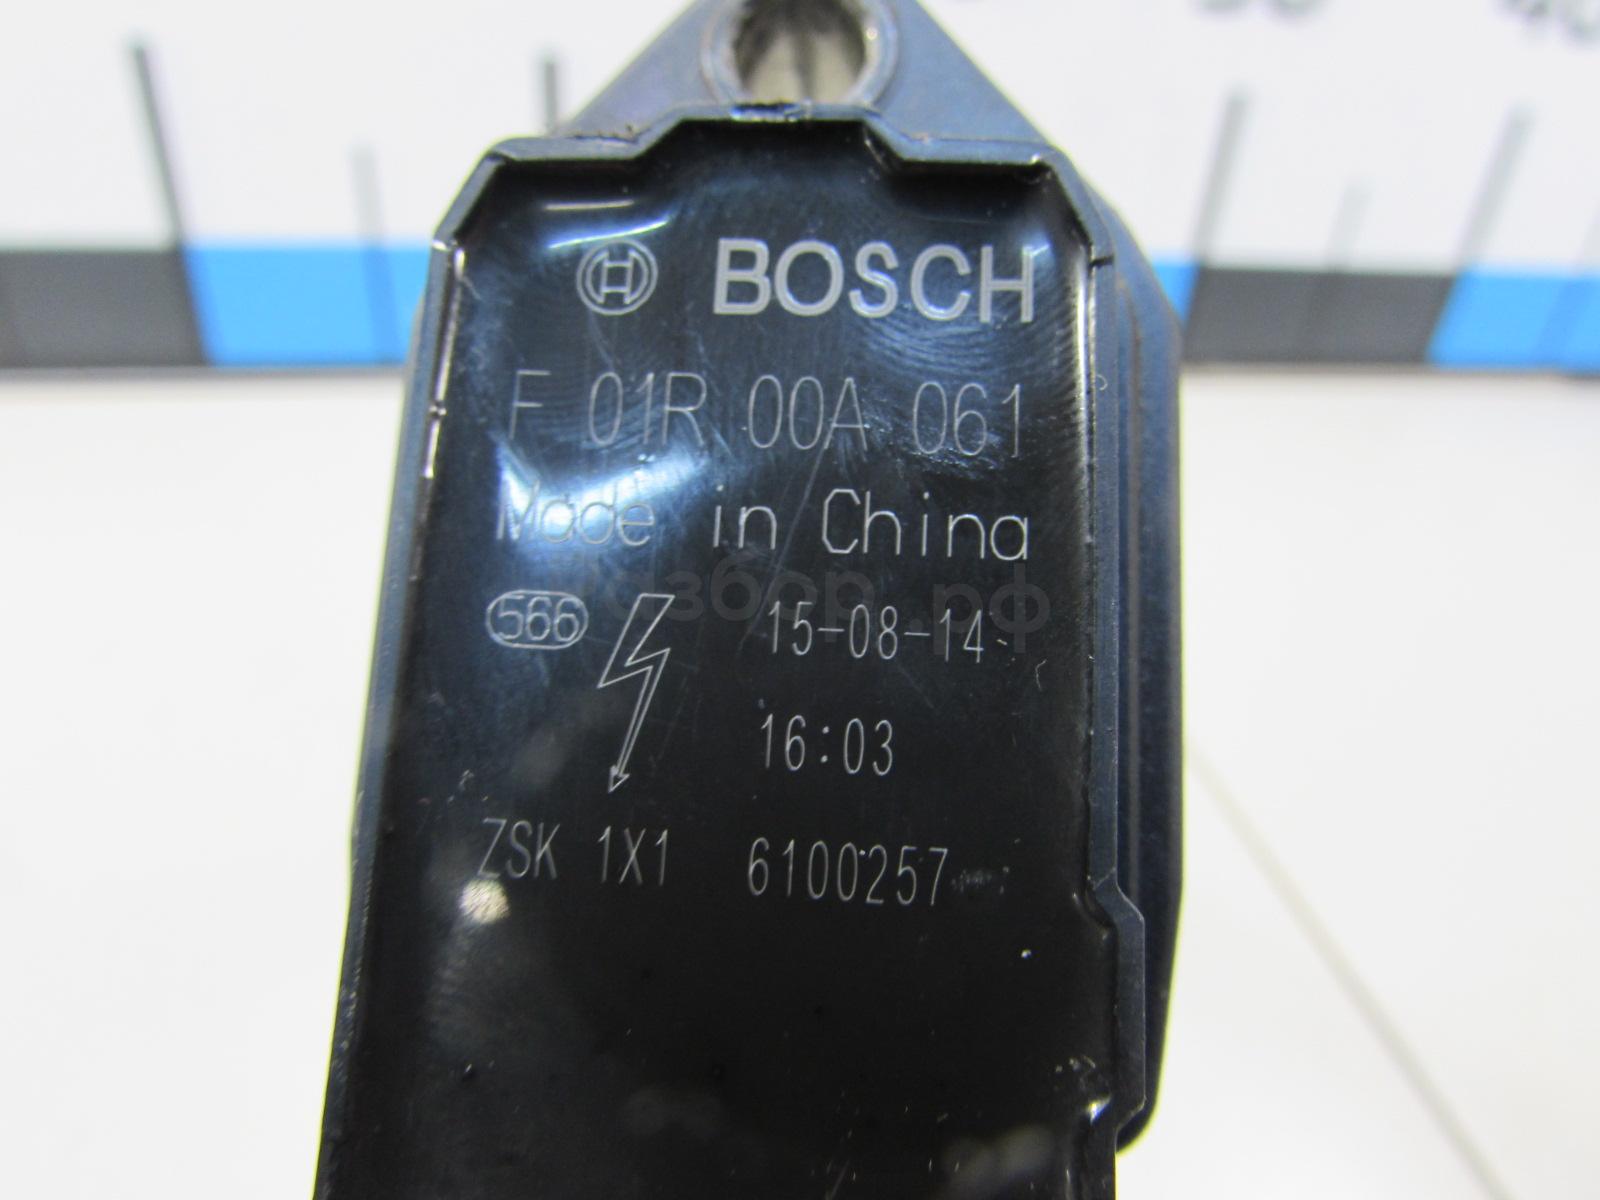 BOSCH
F 01R 00A 061
Made in China
566 15-08-14
16:03
ZSK 1X1 6100257